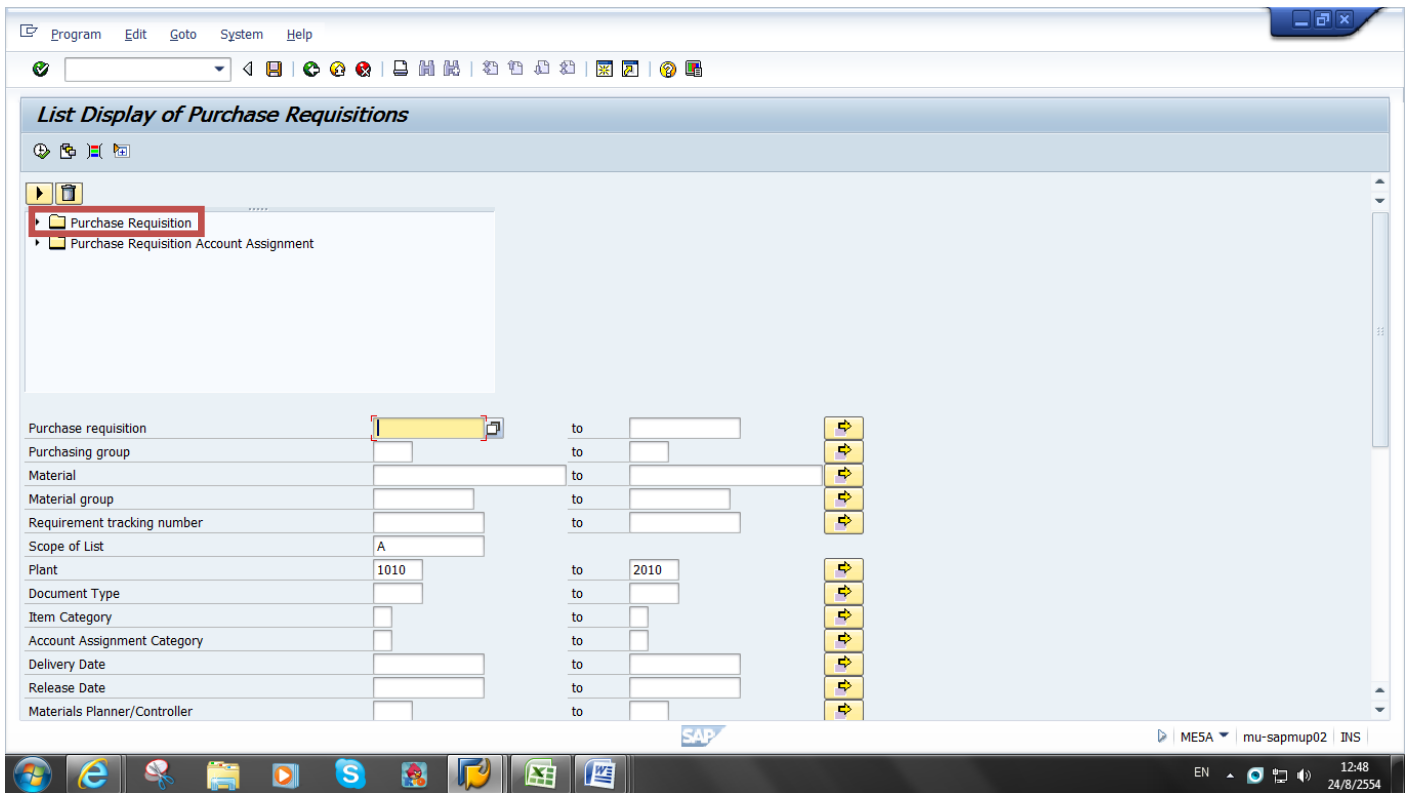 Program Edit Goto System Help
List Display of Purchase Requisitions
Purchase Requisition
Purchase Requisition Account Assignment
Purchase requisition to
Purchasing group to
Material to
Material group to
Requirement tracking number to
Scope of List A
Plant 1010 to 2010
Document Type to
Item Category to
Account Assignment Category to
Delivery Date to
Release Date to
Materials Planner/Controller to
SAP ME5A mu-sapmup02 INS
EN 12:48
24/8/2554